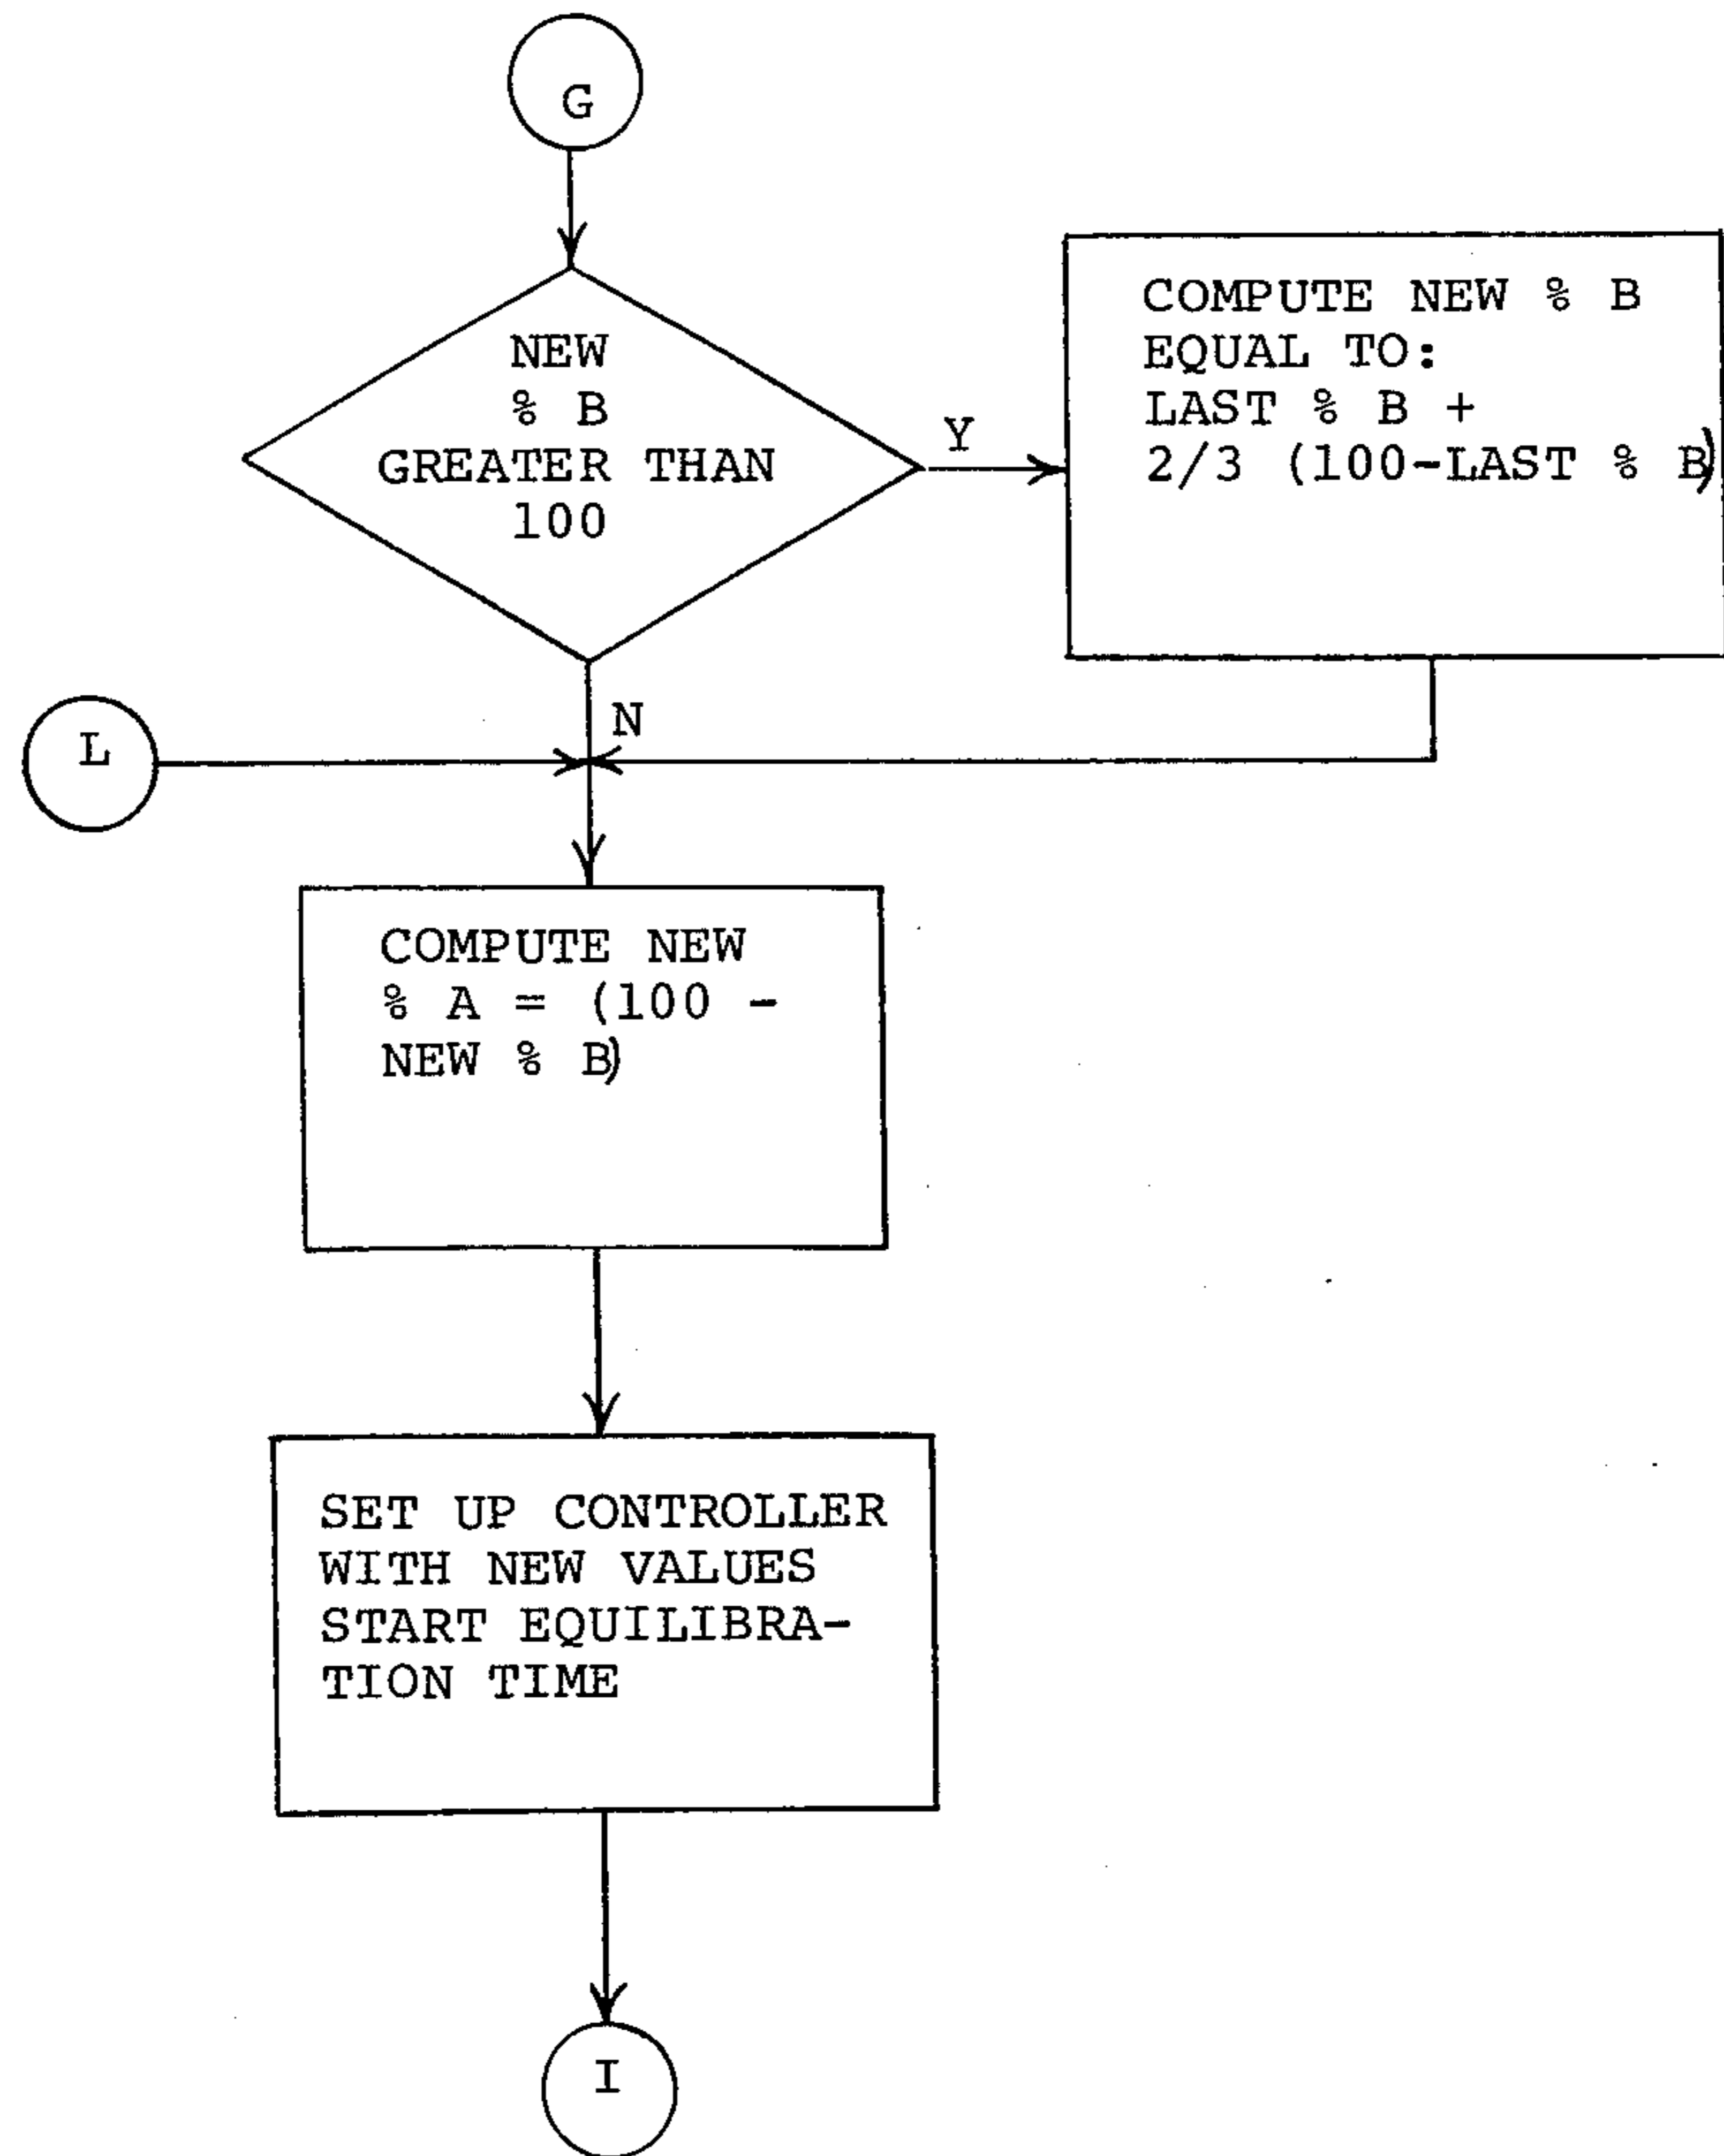 G
NEW
% B
GREATER THAN
100
Y
COMPUTE NEW % B
EQUAL TO:
LAST % B +
2/3 (100-LAST % B)
N
L
COMPUTE NEW
% A = (100 -
NEW % B)
SET UP CONTROLLER
WITH NEW VALUES
START EQUILIBRA-
TION TIME
I